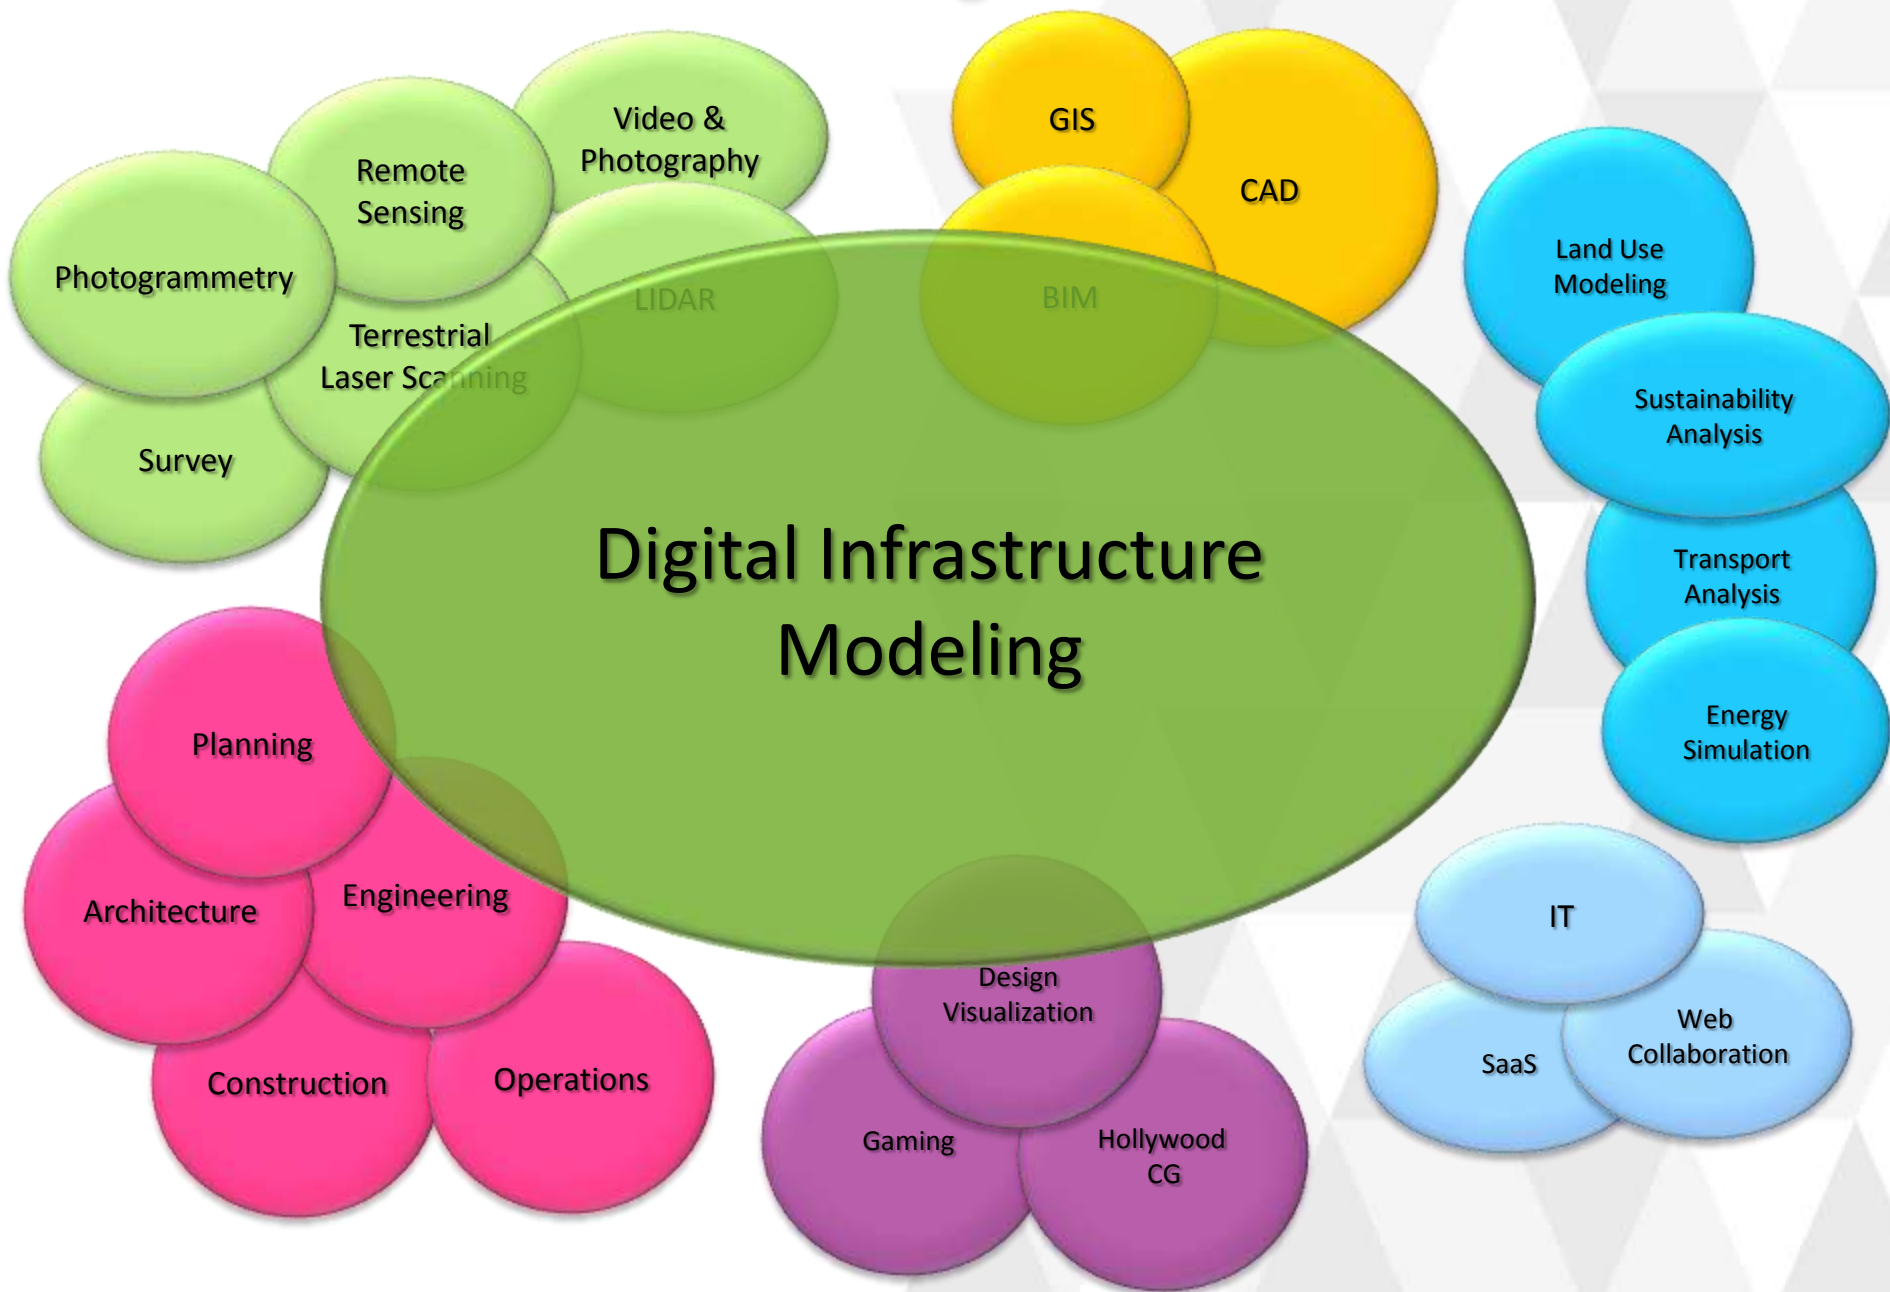 Video &
Photography
Remote
Sensing
Photogrammetry
LIDAR
Terrestrial
Laser Scanning
Survey
GIS
CAD
BIM
Land Use
Modeling
Sustainability
Analysis
Transport
Analysis
Energy
Simulation
Digital Infrastructure
Modeling
Planning
Architecture
Engineering
Construction
Operations
Design
Visualization
Gaming
Hollywood
CG
IT
Web
Collaboration
SaaS